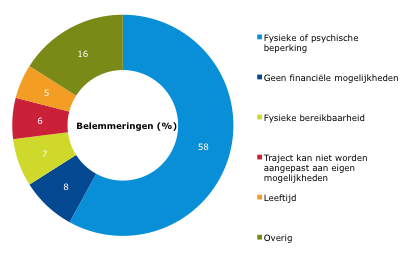 16
5
6
7
8
58
Belemmeringen (%)
Fysieke of psychische
beperking
Geen financiële mogelijkheden
Fysieke bereikbaarheid
Traject kan niet worden
aangepast aan eigen
mogelijkheden
Leeftijd
Overig